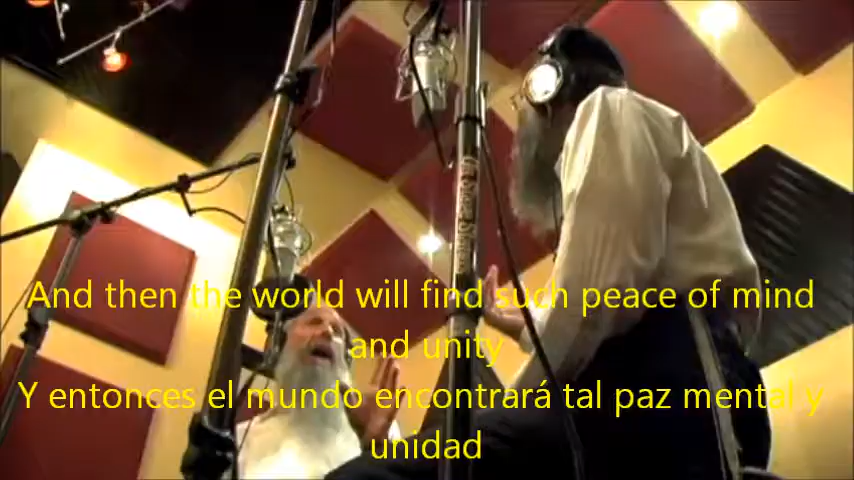 And then the world will find such peace of mind
and unity
Y entonces el mundo encontrará tal paz mental y
unidad